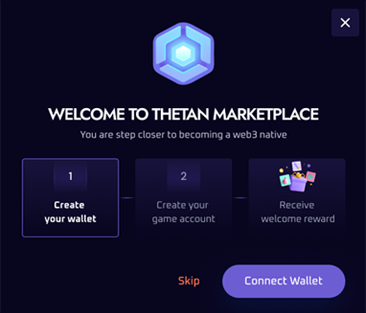 WELCOME TO THETAN MARKETPLACE
You are step closer to becoming a web3 native
1
Create
your wallet
2
Create your
game account
Receive
welcome reward
Skip
Connect Wallet